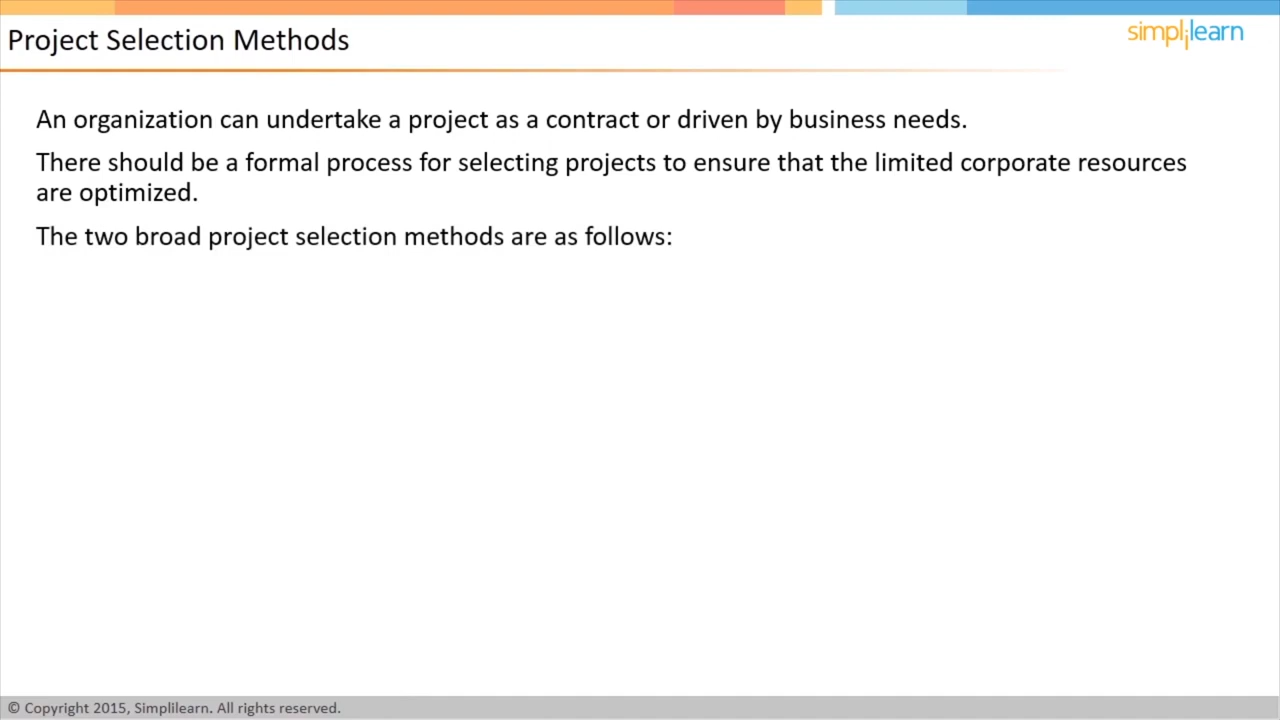 Project Selection Methods
simplilearn
An organization can undertake a project as a contract or driven by business needs.
There should be a formal process for selecting projects to ensure that the limited corporate resources
are optimized.
The two broad project selection methods are as follows:
© Copyright 2015, Simplilearn. All rights reserved.